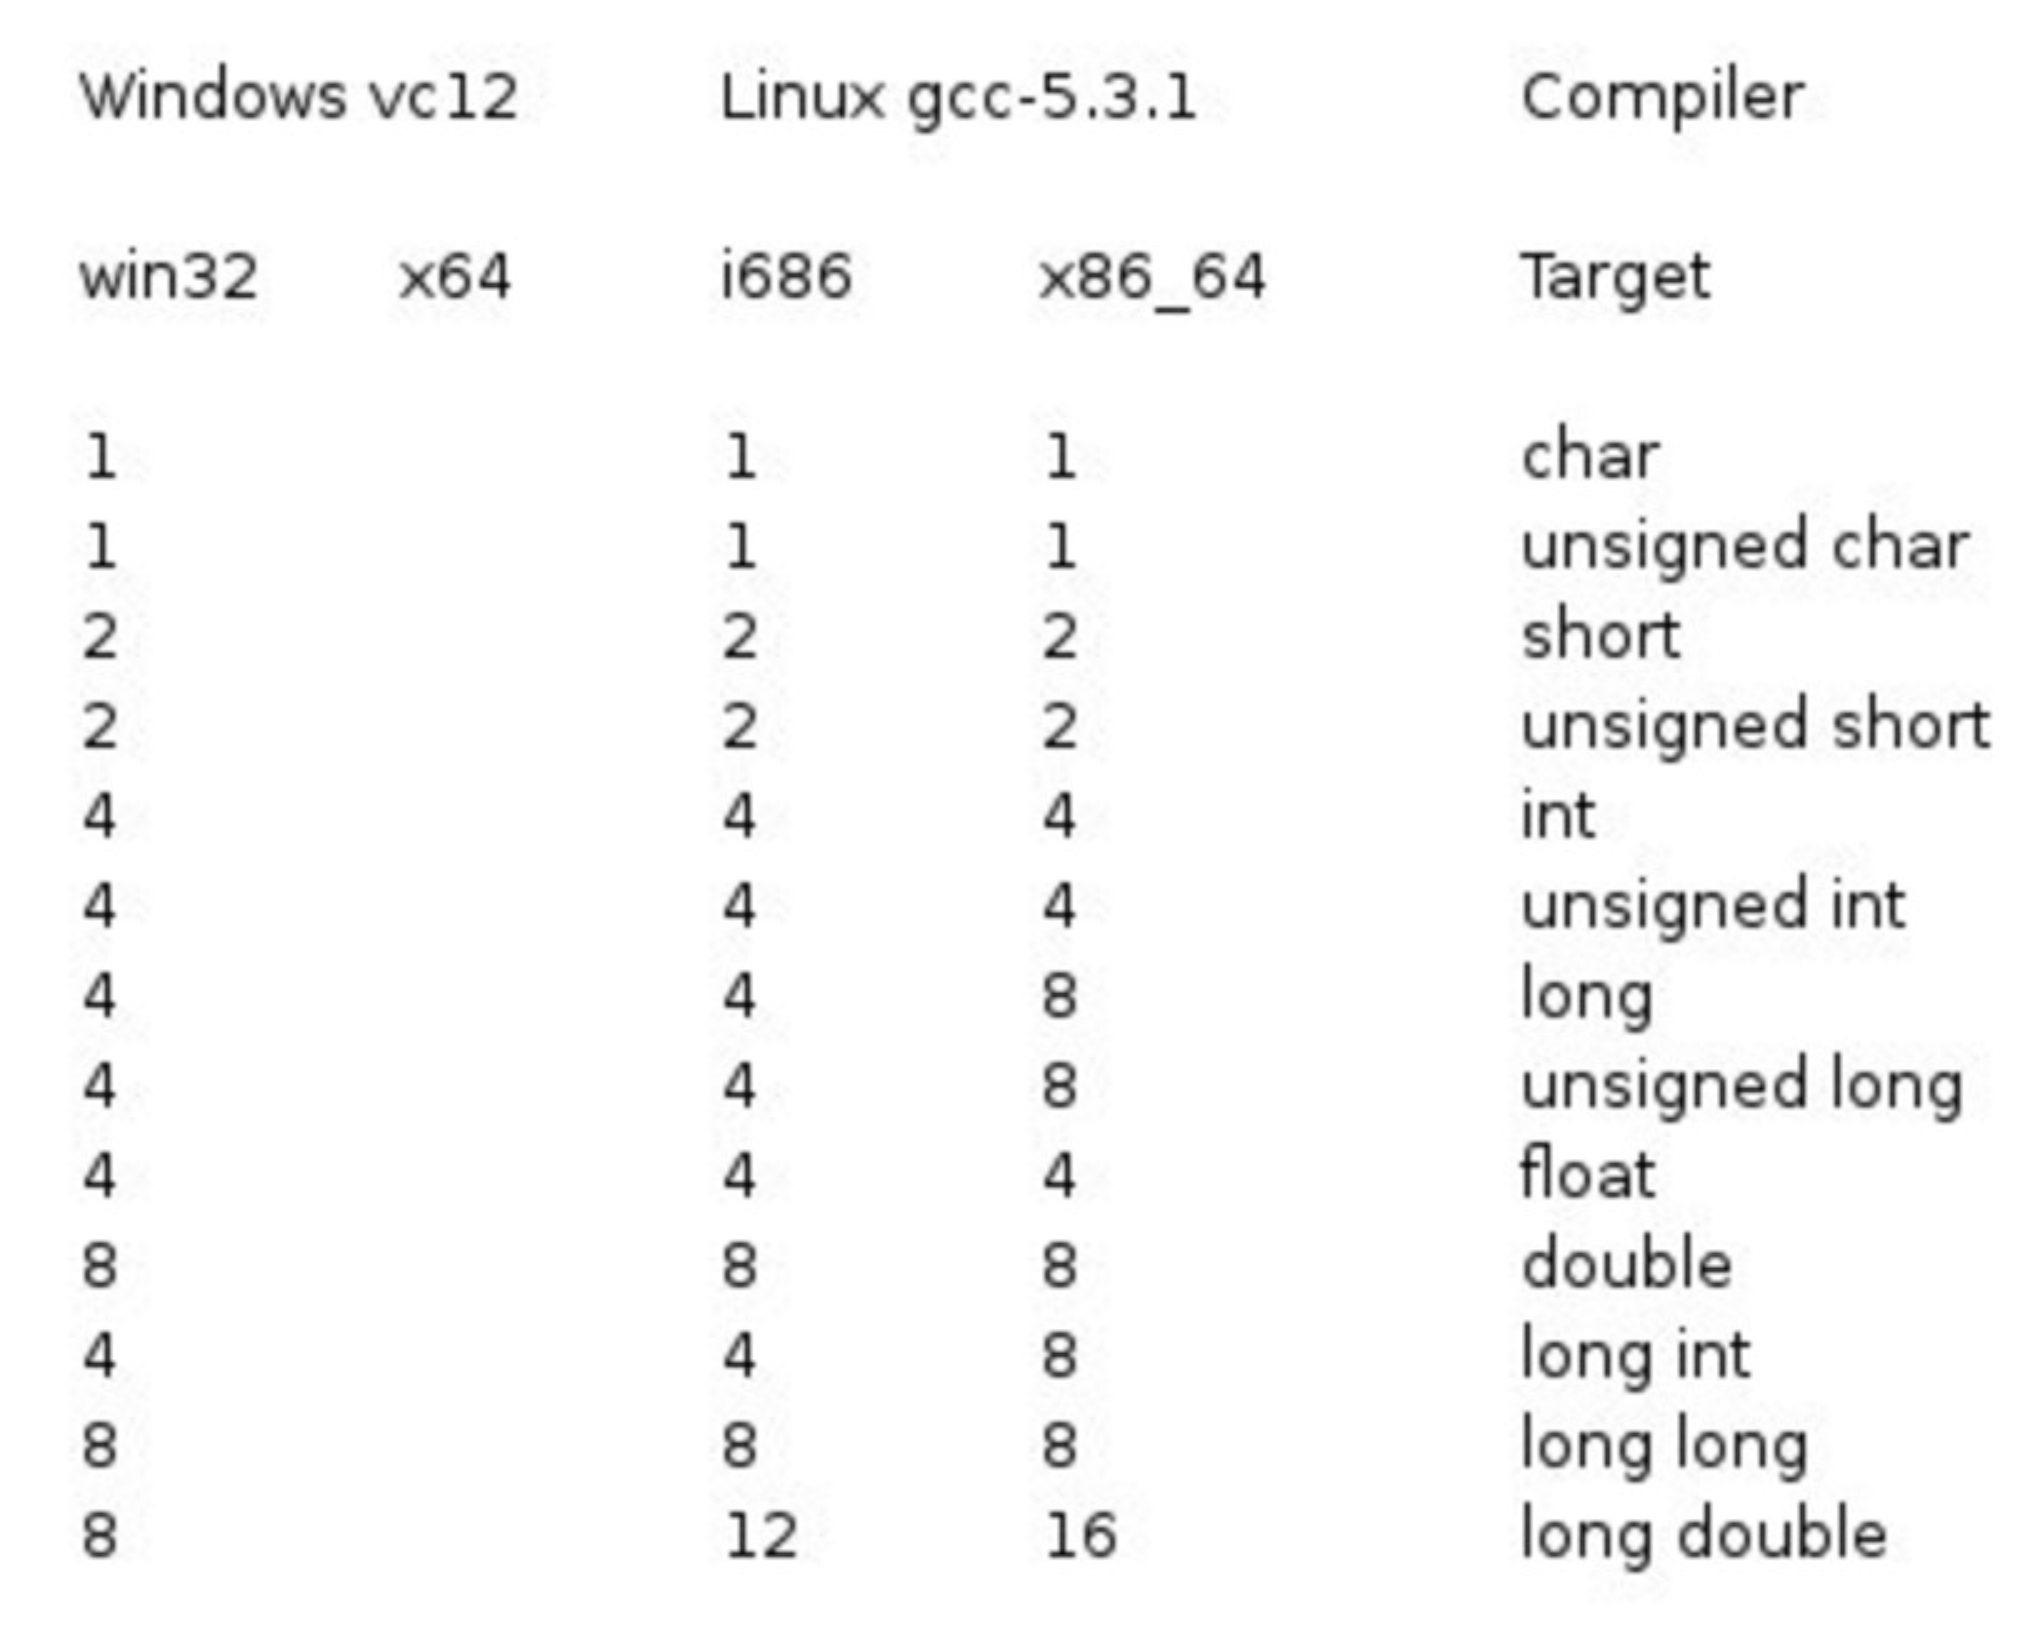 Windows vc12 Linux gcc-5.3.1 Compiler
win32 x64 i686 x86_64 Target
1 1 1 char
1 1 1 unsigned char
2 2 2 short
2 2 2 unsigned short
4 4 4 int
4 4 4 unsigned int
4 4 8 long
4 4 8 unsigned long
4 4 4 float
8 8 8 double
4 4 8 long int
8 8 8 long long
8 12 16 long double